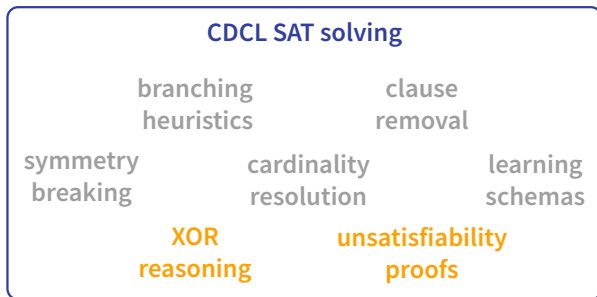 CDCL SAT solving
branching
heuristics
clause
removal
symmetry
breaking
cardinality
resolution
learning
schemas
XOR
reasoning
unsatisfiability
proofs